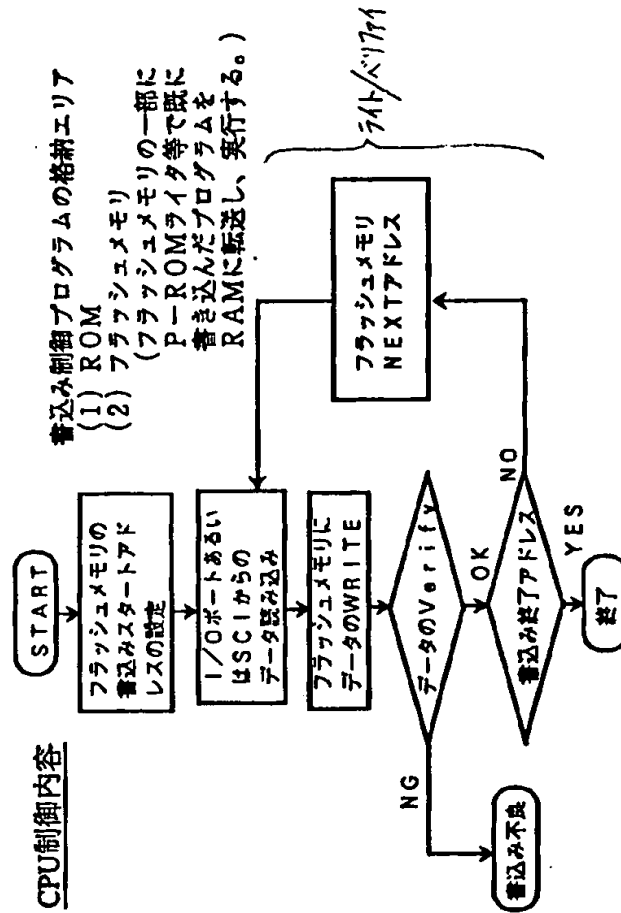 CPU制御内容
START
フラッシュメモリの
書込みスタートアド
レスの設定
I/Oポートあるい
はSCIからの
データ読み込み
フラッシュメモリに
データのWRITE
データのVerify
NG
OK
書込み不良
書込み終了アドレス
NO
YES
終了
フラッシュメモリ
NEXTアドレス
書込み制御プログラムの格納エリア
(1) ROM
(2) フラッシュメモリ
(フラッシュメモリの一部に
P-ROMライタ等で既に
書き込んだプログラムを
RAMに転送し、実行する。)
ライト/ベリファイ